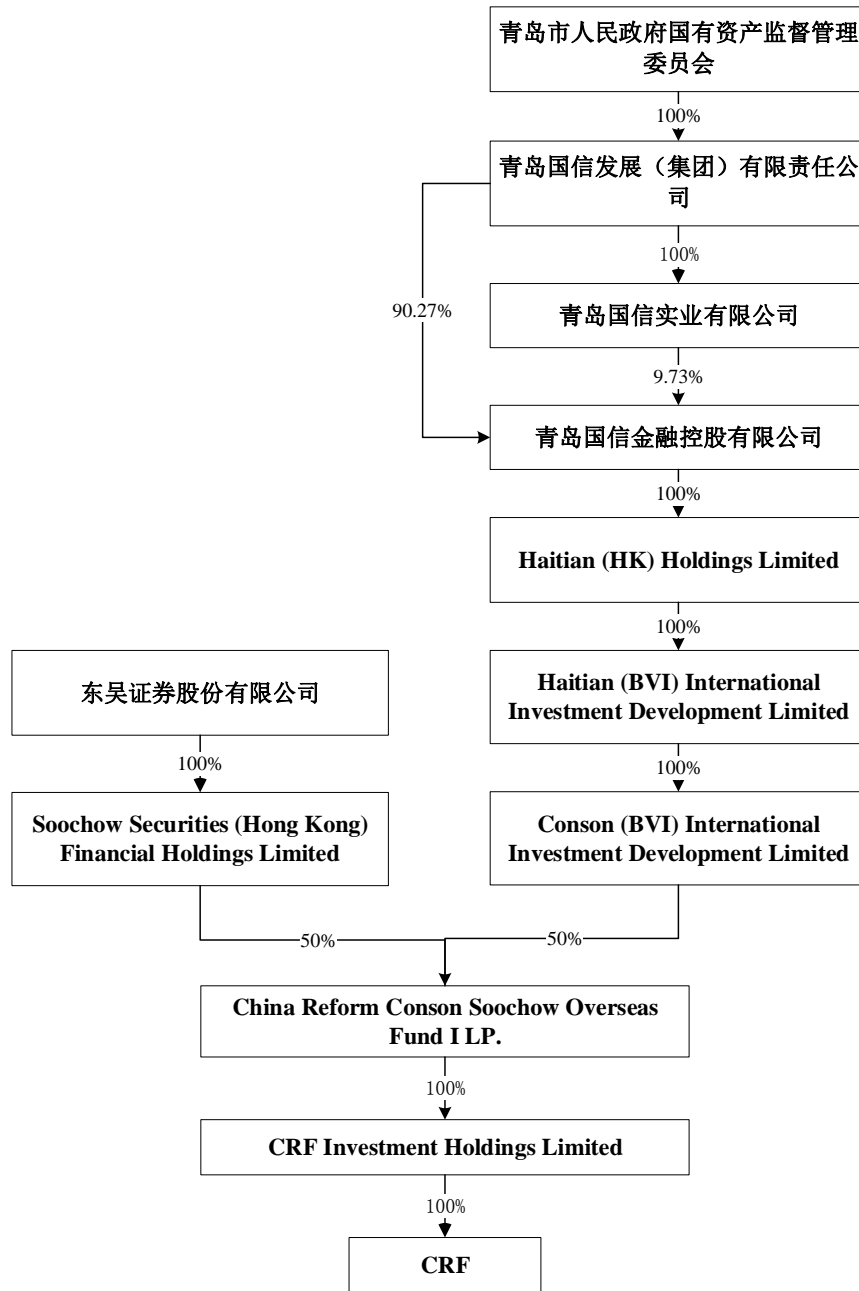 青岛市人民政府国有资产监督管理
委员会
100%
青岛国信发展（集团）有限责任公
司
100%
90.27%
青岛国信实业有限公司
9.73%
青岛国信金融控股有限公司
100%
Haitian (HK) Holdings Limited
100%
东吴证券股份有限公司
Haitian (BVI) International
Investment Development Limited
100%
100%
Soochow Securities (Hong Kong)
Financial Holdings Limited
Conson (BVI) International
Investment Development Limited
50%
50%
China Reform Conson Soochow Overseas
Fund I LP.
100%
CRF Investment Holdings Limited
100%
CRF